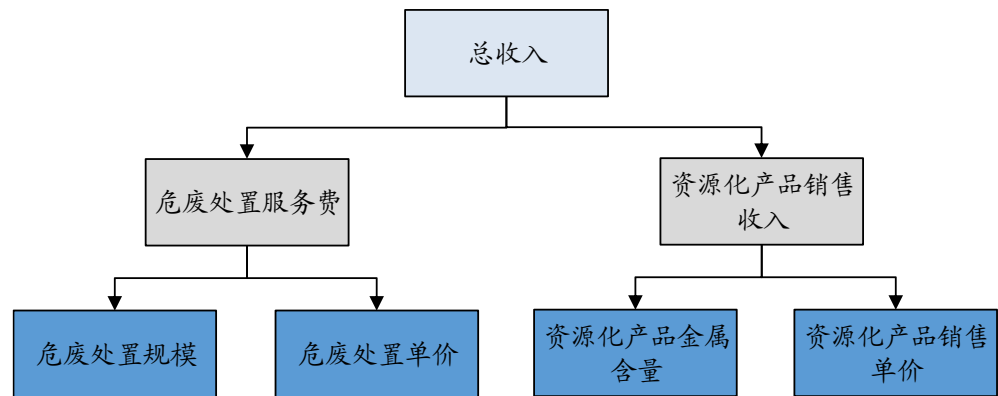 总收入
危废处置服务费
资源化产品销售
收入
危废处置规模
危废处置单价
资源化产品金属
含量
资源化产品销售
单价